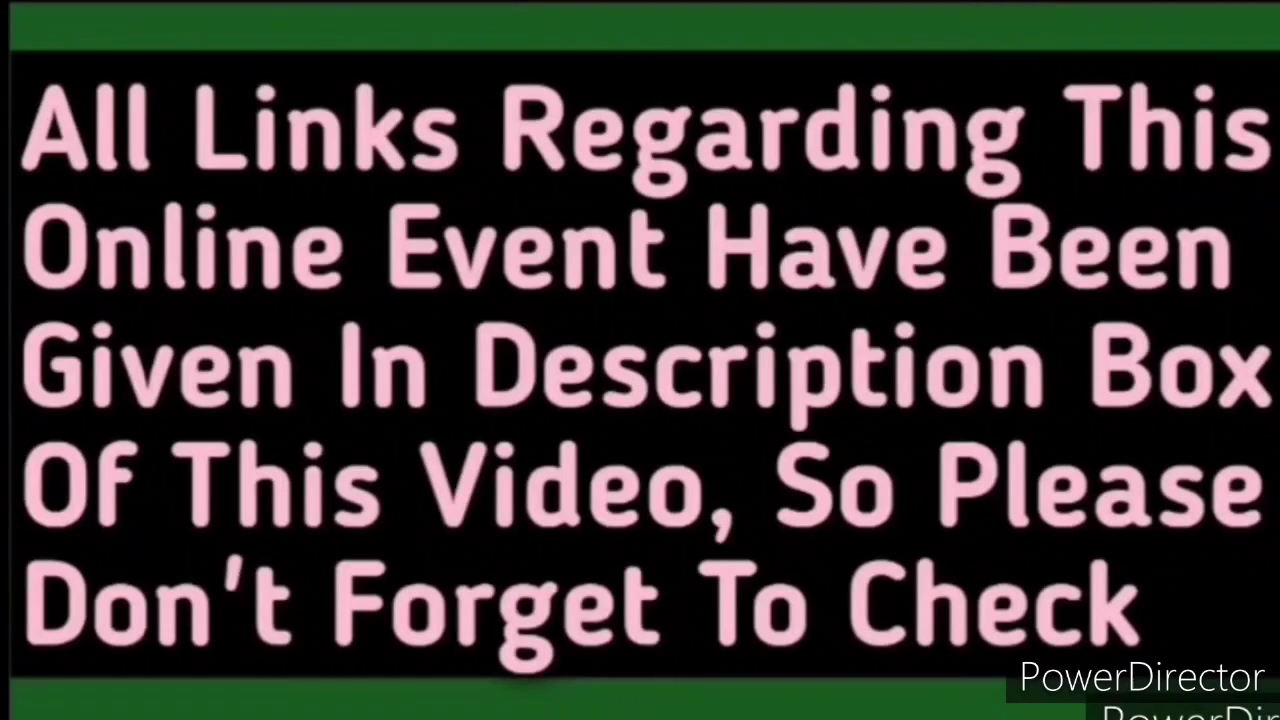 All Links Regarding This
Online Event Have Been
Given In Description Box
Of This Video, So Please
Don't Forget To Check
PowerDirector